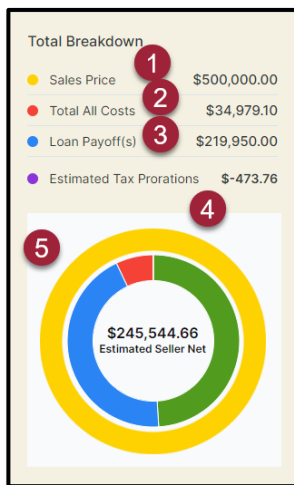 Total Breakdown
1
Sales Price $500,000.00
2
Total All Costs $34,979.10
3
Loan Payoff(s) $219,950.00
Estimated Tax Prorations $-473.76
4
5
$245,544.66
Estimated Seller Net